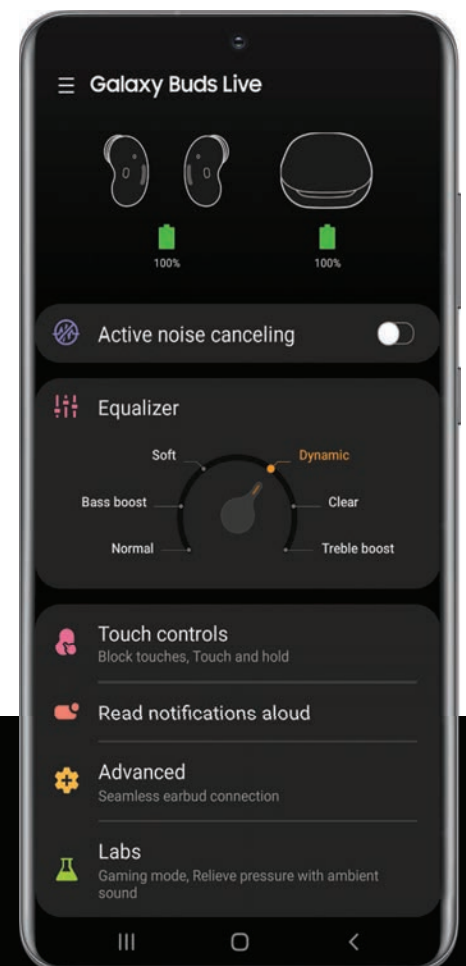 Galaxy Buds Live
100%
100%
Active noise canceling
Equalizer
Soft
Dynamic
Bass boost
Clear
Normal
Treble boost
Touch controls
Block touches, Touch and hold
Read notifications aloud
Advanced
Seamless earbud connection
Labs
Gaming mode, Relieve pressure with ambient
sound